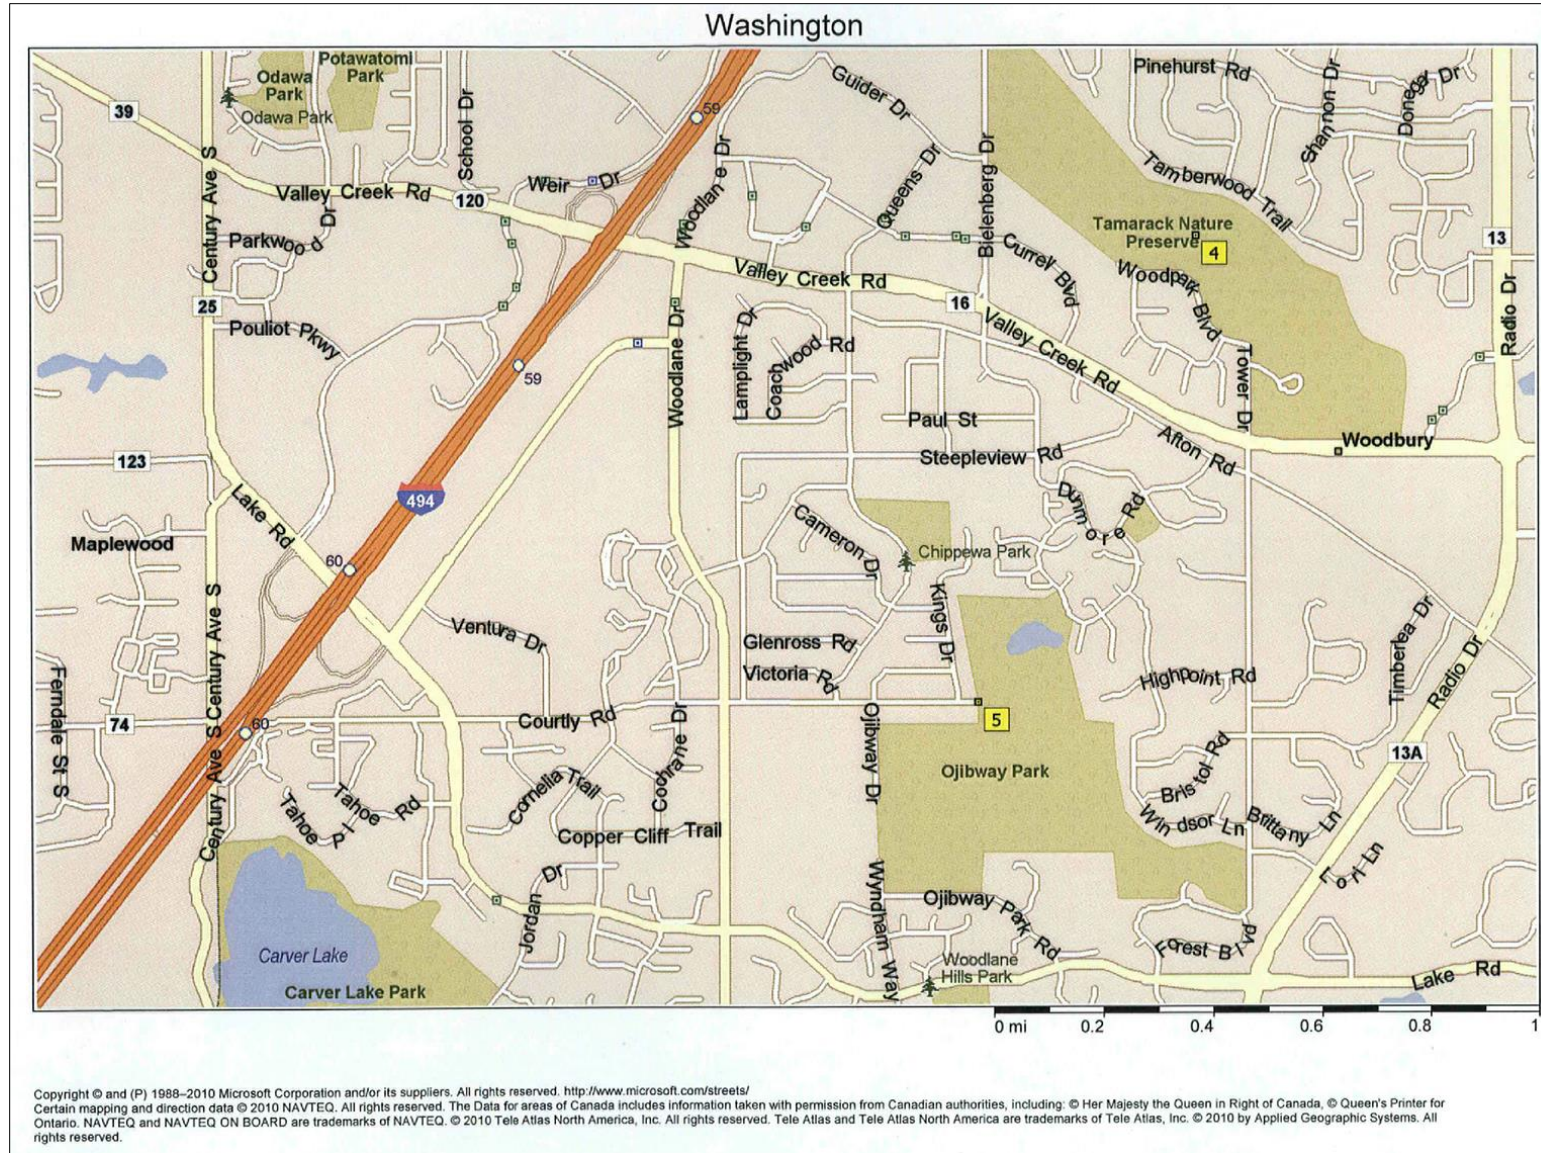 Washington
Potawatomi
Park
Odawa
Park
Odawa Park
39
Century Ave S
School Dr
59
Guider Dr
Pinehurst Rd
Shannon Dr
Donegal Dr
Valley Creek Rd
120
Weir Dr
Woodlane Dr
Queens Dr
Bielenberg Dr
Tamberwood Trail
Parkwood Dr
Tamarack Nature
Preserve
4
13
Currell Blvd
Woodpark Blvd
Valley Creek Rd
16
Radio Dr
25
Pouliot Pkwy
Woodlane Dr
Lamplight Dr
Coachwood Rd
Valley Creek Rd
Tower Dr
59
Paul St
Woodbury
123
Steepleview Rd
Afton Rd
494
Lake Rd
Dunmore Rd
Cameron Dr
Maplewood
Chippewa Park
60
Century Ave S
Century Ave S
Kings Dr
Ventura Dr
Glenross Rd
Timberlea Dr
Victoria Rd
Highpoint Rd
Radio Dr
Ferndale St S
74
60
Courtly Rd
5
Ojibway Dr
Cochrane Dr
13A
Ojibway Park
Bristol Rd
Cornelia Trail
Tahoe Rd
Tahoe Pl
Century Ave S
Windsor Ln
Brittany Ln
Copper Cliff Trail
Lori Ln
Jordan Dr
Wyndham Way
Ojibway Park Rd
Forest Blvd
Carver Lake
Woodlane
Hills Park
Carver Lake Park
Lake Rd
0 mi 0.2 0.4 0.6 0.8 1
Copyright © and (P) 1988–2010 Microsoft Corporation and/or its suppliers. All rights reserved. http://www.microsoft.com/streets/
Certain mapping and direction data © 2010 NAVTEQ. All rights reserved. The Data for areas of Canada includes information taken with permission from Canadian authorities, including: © Her Majesty the Queen in Right of Canada, © Queen's Printer for
Ontario. NAVTEQ and NAVTEQ ON BOARD are trademarks of NAVTEQ. © 2010 Tele Atlas North America, Inc. All rights reserved. Tele Atlas and Tele Atlas North America are trademarks of Tele Atlas, Inc. © 2010 by Applied Geographic Systems. All
rights reserved.